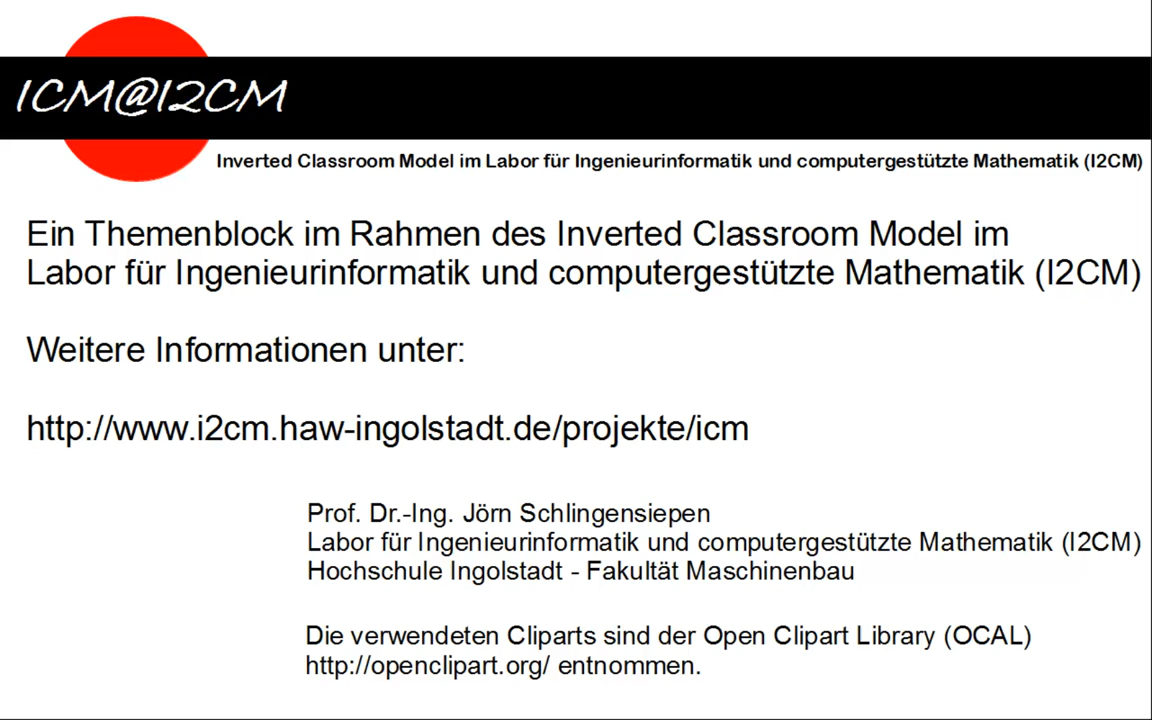 ICM@I2CM
Inverted Classroom Model im Labor für Ingenieurinformatik und computergestützte Mathematik (I2CM)
Ein Themenblock im Rahmen des Inverted Classroom Model im
Labor für Ingenieurinformatik und computergestützte Mathematik (I2CM)
Weitere Informationen unter:
http://www.i2cm.haw-ingolstadt.de/projekte/icm
Prof. Dr.-Ing. Jörn Schlingensiepen
Labor für Ingenieurinformatik und computergestützte Mathematik (I2CM)
Hochschule Ingolstadt - Fakultät Maschinenbau
Die verwendeten Cliparts sind der Open Clipart Library (OCAL)
http://openclipart.org/ entnommen.